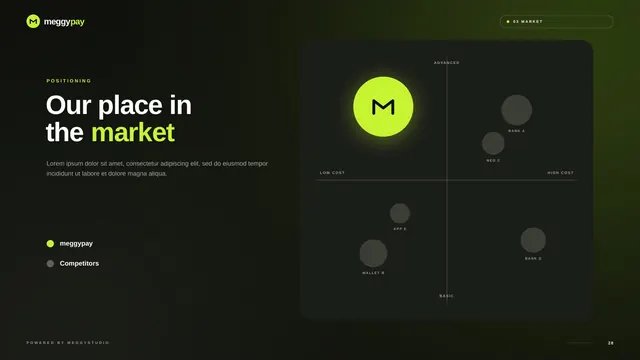 meggypay
03 MARKET
POSITIONING
Our place in
the market
Lorem ipsum dolor sit amet, consectetur adipiscing elit, sed do eiusmod tempor
incididunt ut labore et dolore magna aliqua.
meggypay
Competitors
ADVANCED
BANK A
NEO C
LOW COST
HIGH COST
WALLET B
BANK D
BASIC
POWERED BY MEGGYSTUDIO
28